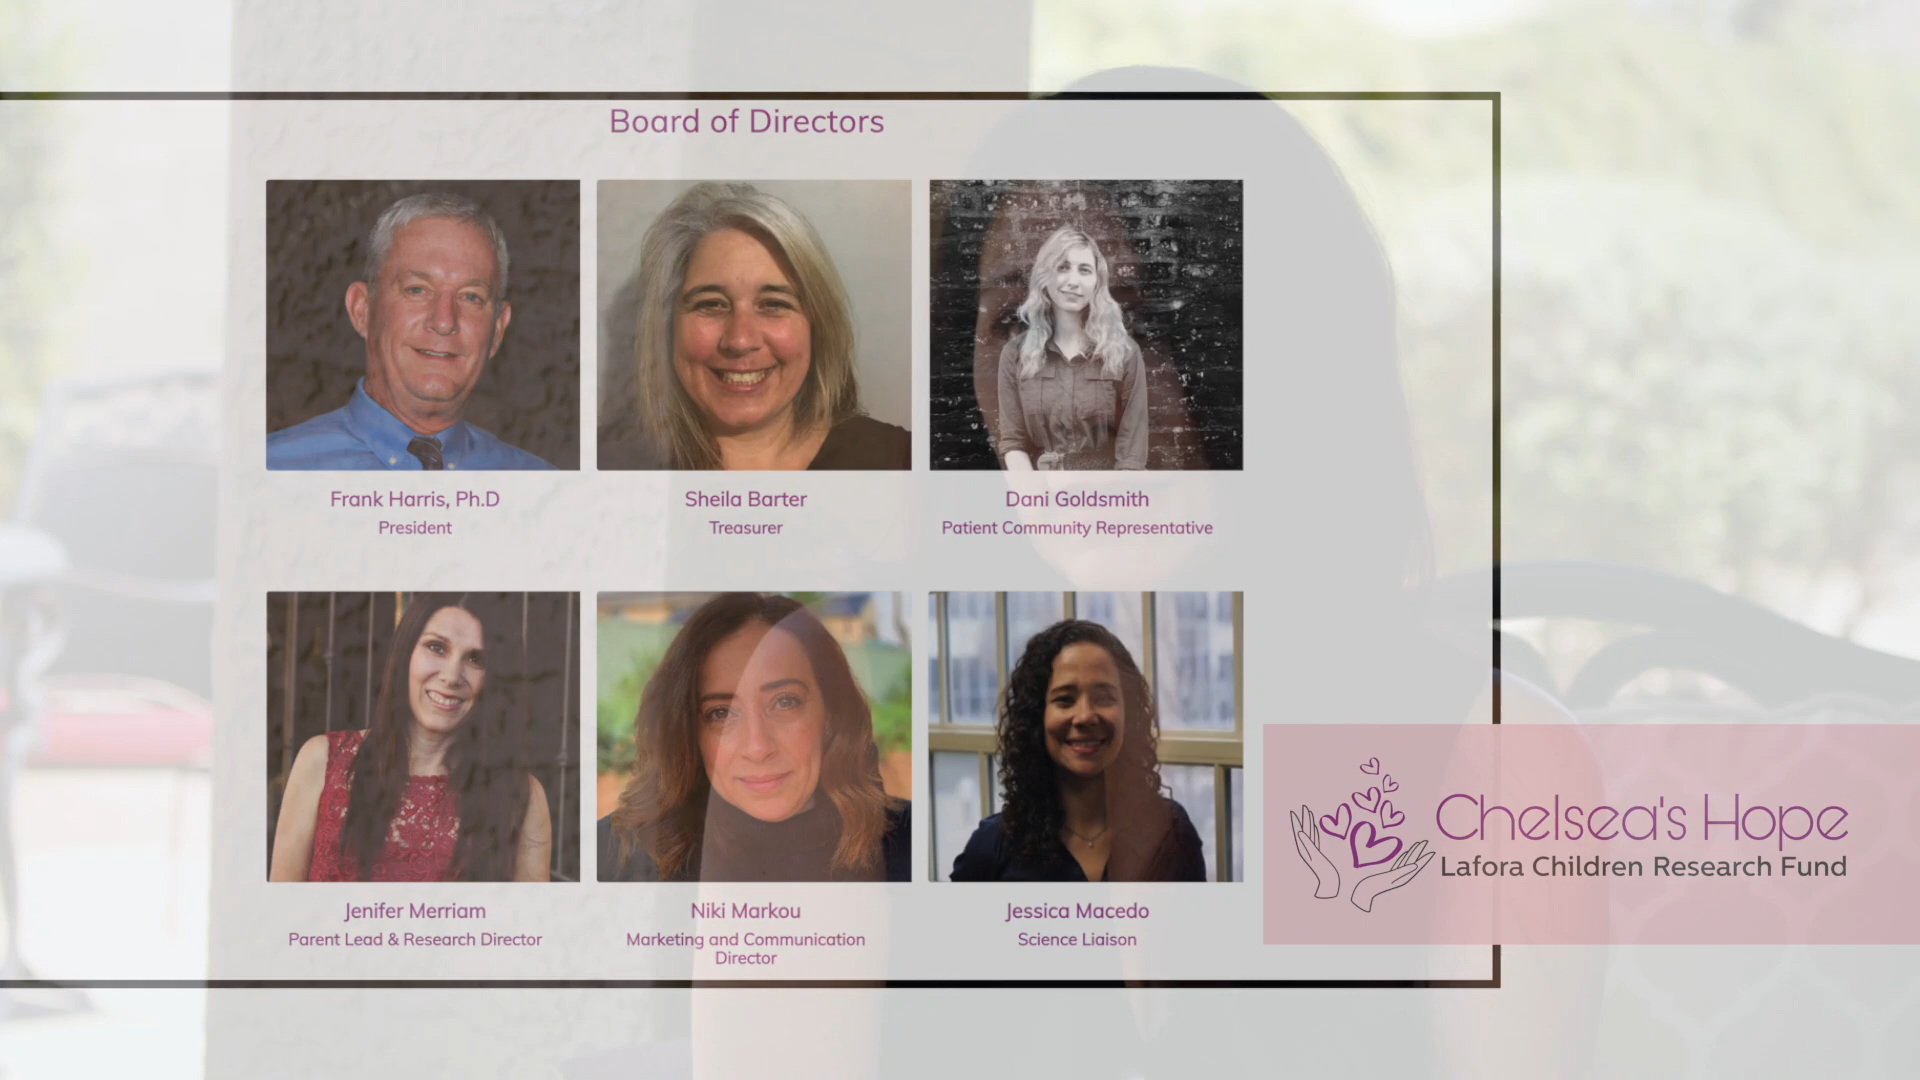 Board of Directors
Frank Harris, Ph.D
President
Sheila Barter
Treasurer
Dani Goldsmith
Patient Community Representative
Jenifer Merriam
Parent Lead & Research Director
Niki Markou
Marketing and Communication
Director
Jessica Macedo
Science Liaison
Chelsea's Hope
Lafora Children Research Fund